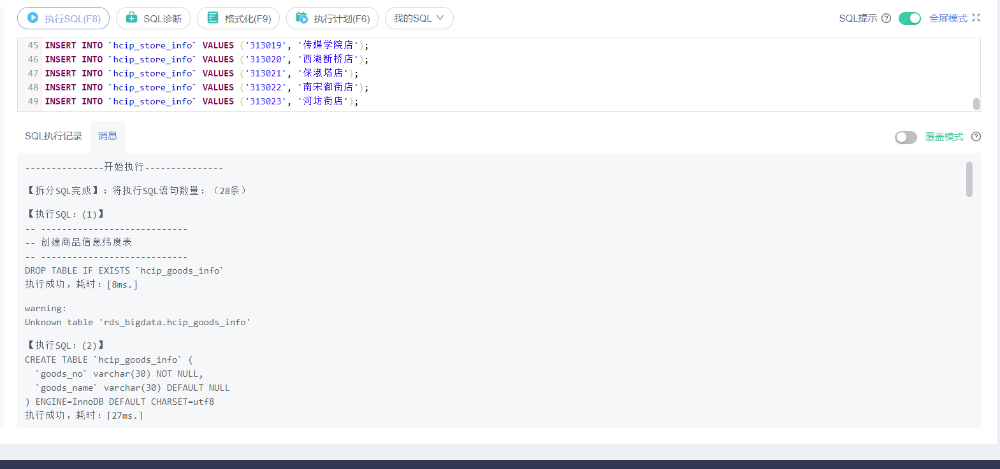 执行SQL(F8) SQL诊断 格式化(F9) 执行计划(F6) 我的SQL SQL提示 全屏模式
45 INSERT INTO `hcip_store_info` VALUES ('313019', '传媒学院店');
46 INSERT INTO `hcip_store_info` VALUES ('313020', '西湖断桥店');
47 INSERT INTO `hcip_store_info` VALUES ('313021', '保淑塔店');
48 INSERT INTO `hcip_store_info` VALUES ('313022', '南宋御街店');
49 INSERT INTO `hcip_store_info` VALUES ('313023', '河坊街店');
SQL执行记录 消息 覆盖模式
---------------开始执行---------------
【拆分SQL完成】：将执行SQL语句数量：（28条）
【执行SQL：(1)】
-- ----------------------------
-- 创建商品信息纬度表
-- ----------------------------
DROP TABLE IF EXISTS `hcip_goods_info`
执行成功，耗时：[8ms.]
warning:
Unknown table 'rds_bigdata.hcip_goods_info'
【执行SQL：(2)】
CREATE TABLE `hcip_goods_info` (
`goods_no` varchar(30) NOT NULL,
`goods_name` varchar(30) DEFAULT NULL
) ENGINE=InnoDB DEFAULT CHARSET=utf8
执行成功，耗时：[27ms.]